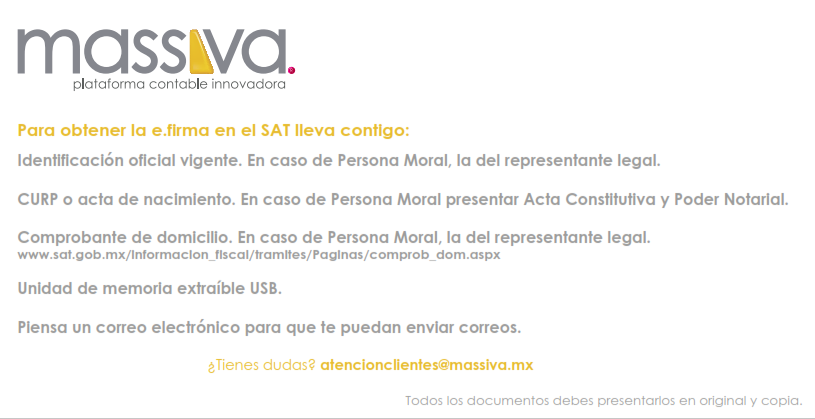 massiva.
plataforma contable innovadora
Para obtener la e.firma en el SAT lleva contigo:
Identificación oficial vigente. En caso de Persona Moral, la del representante legal.
CURP o acta de nacimiento. En caso de Persona Moral presentar Acta Constitutiva y Poder Notarial.
Comprobante de domicilio. En caso de Persona Moral, la del representante legal.
www.sat.gob.mx/informacion_fiscal/tramites/Paginas/comprob_dom.aspx
Unidad de memoria extraíble USB.
Piensa un correo electrónico para que te puedan enviar correos.
¿Tienes dudas? atencionclientes@massiva.mx
Todos los documentos debes presentarlos en original y copia.